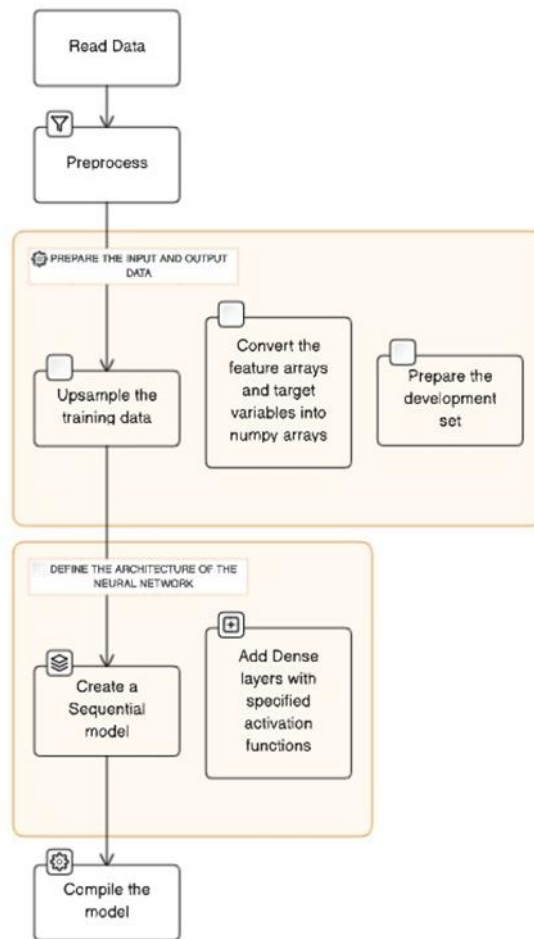 Read Data
Preprocess
PREPARE THE INPUT AND OUTPUT
DATA
Upsample the
training data
Convert the
feature arrays
and target
variables into
numpy arrays
Prepare the
development
set
DEFINE THE ARCHITECTURE OF THE
NEURAL NETWORK
Create a
Sequential
model
Add Dense
layers with
specified
activation
functions
Compile the
model